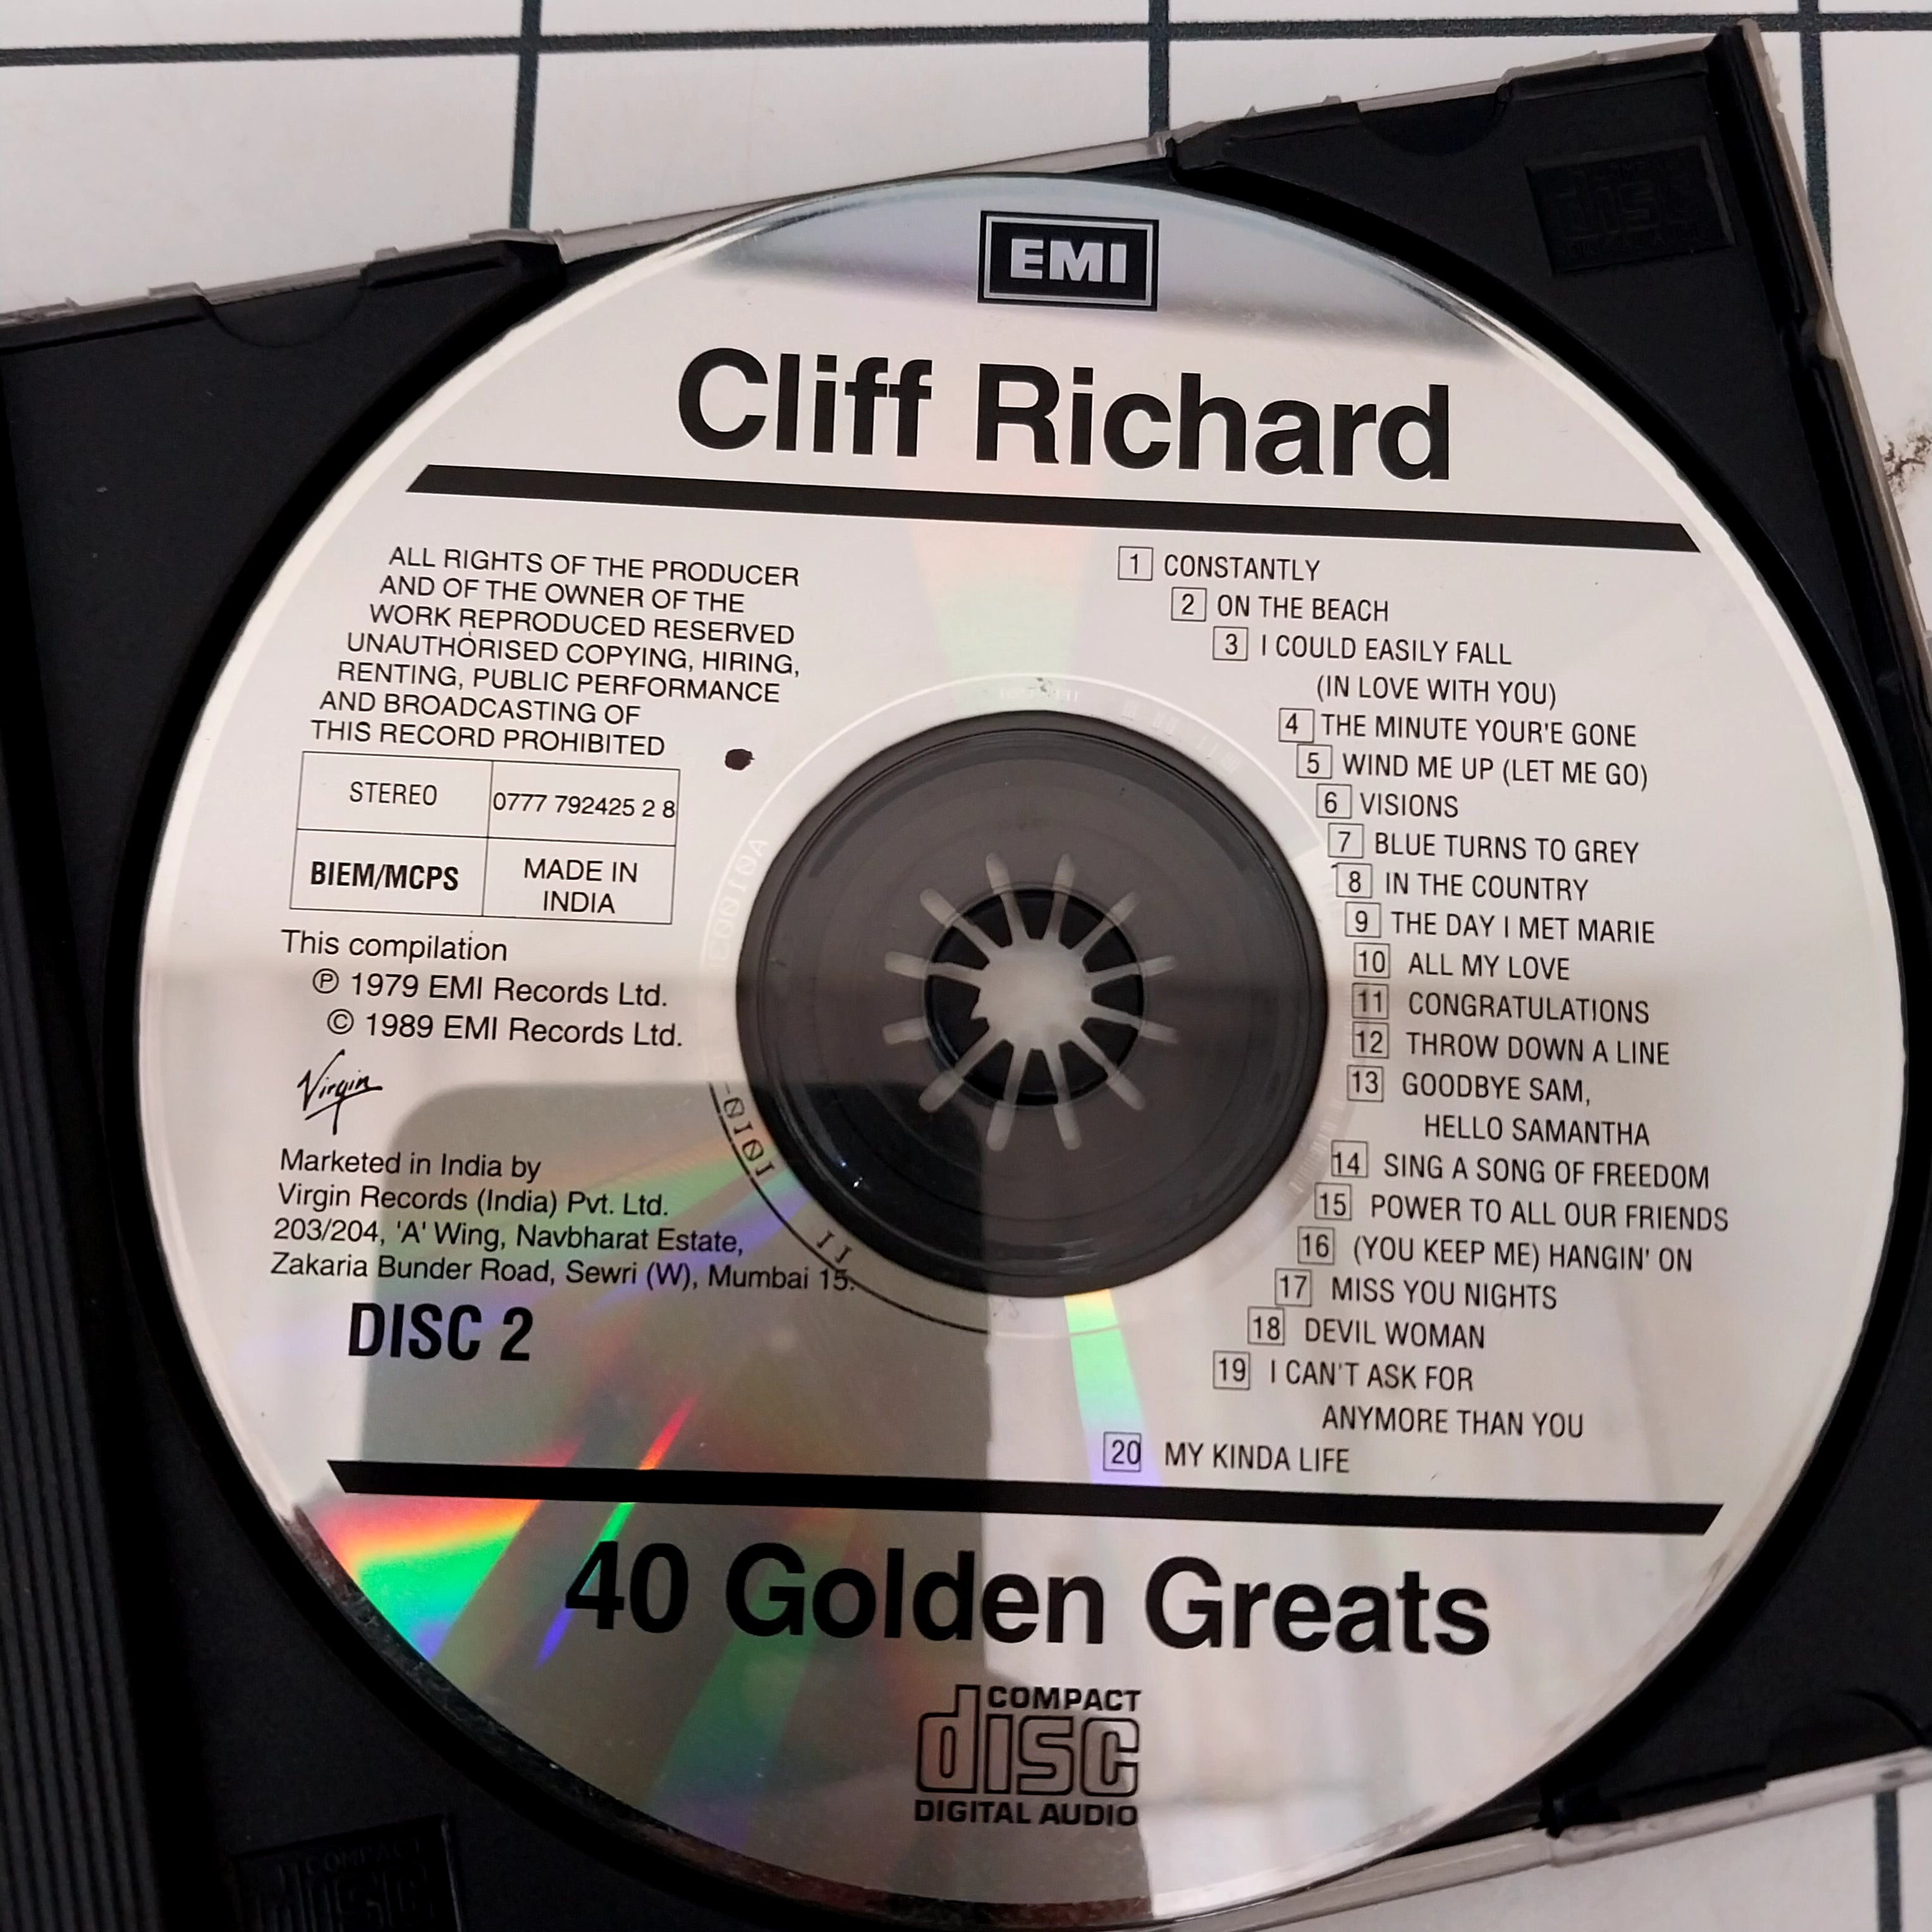 EMI
Cliff Richard
ALL RIGHTS OF THE PRODUCER
AND OF THE OWNER OF THE
WORK REPRODUCED RESERVED
UNAUTHORISED COPYING, HIRING,
RENTING, PUBLIC PERFORMANCE
AND BROADCASTING OF
THIS RECORD PROHIBITED
STEREO
0777 792425 2 8
BIEM/MCPS
MADE IN
INDIA
This compilation
℗ 1979 EMI Records Ltd.
© 1989 EMI Records Ltd.
Virgin
Marketed in India by
Virgin Records (India) Pvt. Ltd.
203/204, 'A' Wing, Navbharat Estate,
Zakaria Bunder Road, Sewri (W), Mumbai 15.
DISC 2
1 CONSTANTLY
2 ON THE BEACH
3 I COULD EASILY FALL
(IN LOVE WITH YOU)
4 THE MINUTE YOUR'E GONE
5 WIND ME UP (LET ME GO)
6 VISIONS
7 BLUE TURNS TO GREY
8 IN THE COUNTRY
9 THE DAY I MET MARIE
10 ALL MY LOVE
11 CONGRATULATIONS
12 THROW DOWN A LINE
13 GOODBYE SAM,
HELLO SAMANTHA
14 SING A SONG OF FREEDOM
15 POWER TO ALL OUR FRIENDS
16 (YOU KEEP ME) HANGIN' ON
17 MISS YOU NIGHTS
18 DEVIL WOMAN
19 I CAN'T ASK FOR
ANYMORE THAN YOU
20 MY KINDA LIFE
40 Golden Greats
COMPACT
disc
DIGITAL AUDIO